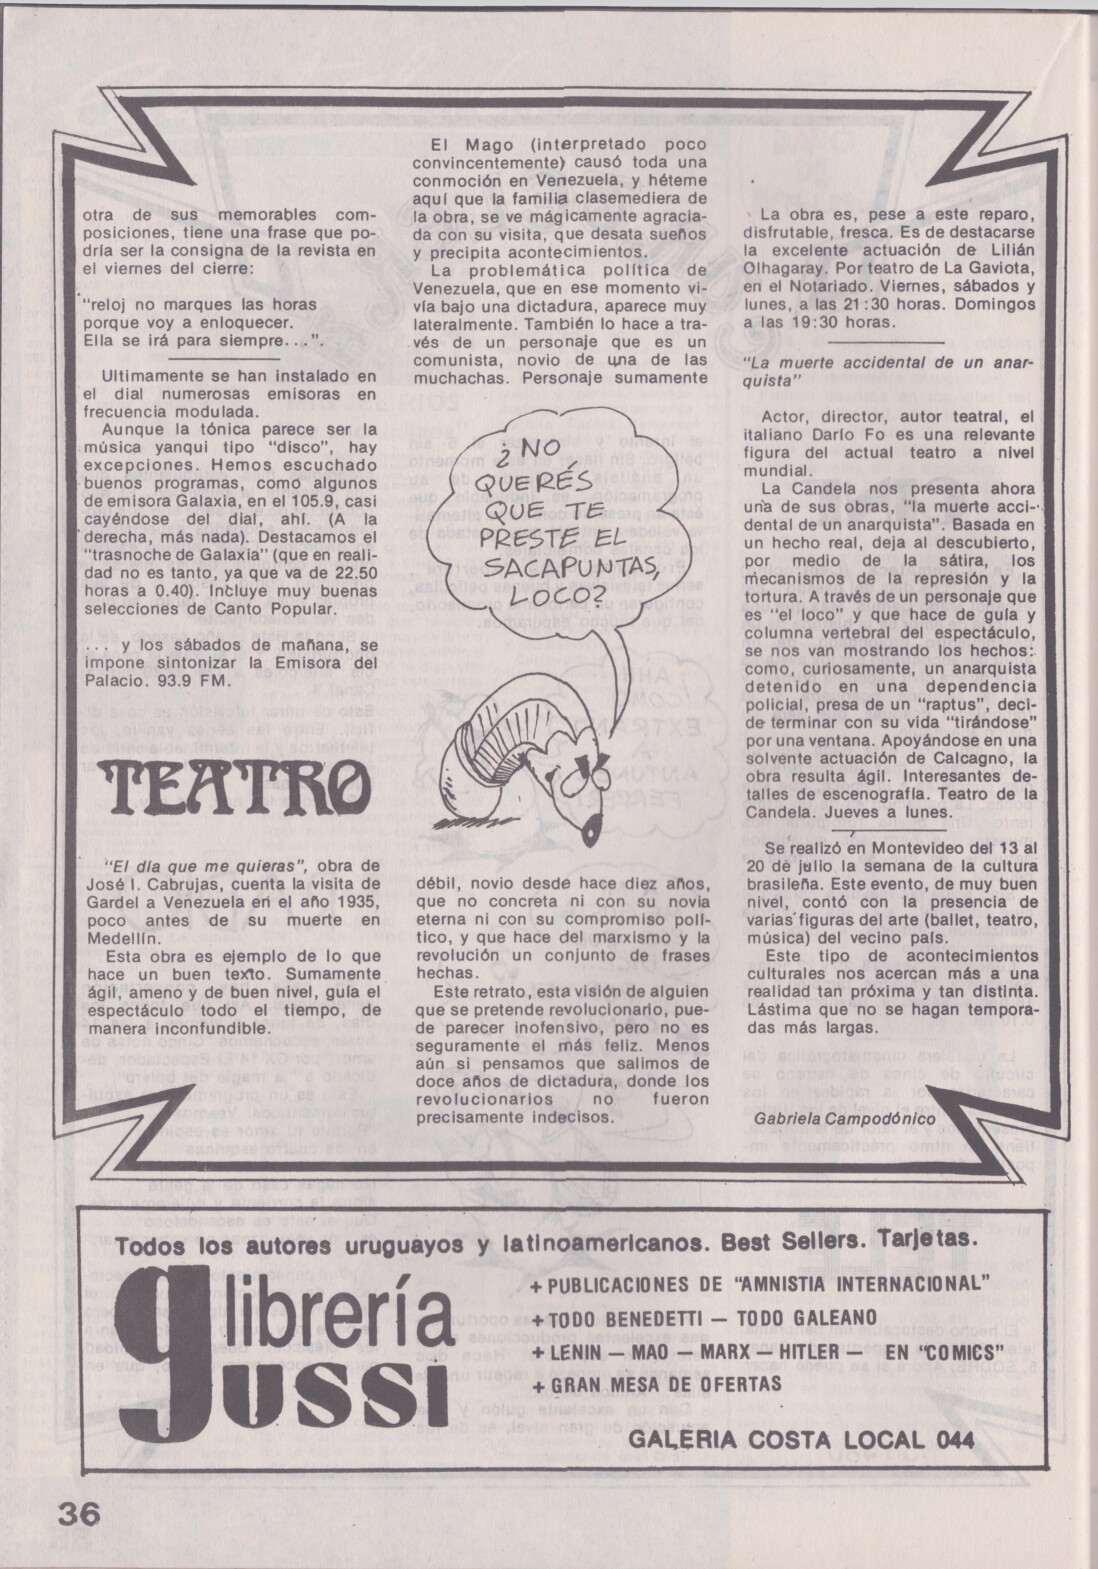 otra de sus memorables com-
posiciones, tiene una frase que po-
dría ser la consigna de la revista en
el viernes del cierre:
"reloj no marques las horas
porque voy a enloquecer.
Ella se irá para siempre...".
Ultimamente se han instalado en
el dial numerosas emisoras en
frecuencia modulada.
Aunque la tónica parece ser la
música yanqui tipo "disco", hay
excepciones. Hemos escuchado
buenos programas, como algunos
de emisora Galaxia, en el 105.9, casi
cayéndose del dial, ahí. (A la
derecha, más nada). Destacamos el
"trasnoche de Galaxia" (que en reali-
dad no es tanto, ya que va de 22.50
horas a 0.40). Incluye muy buenas
selecciones de Canto Popular.
... y los sábados de mañana, se
impone sintonizar la Emisora del
Palacio. 93.9 FM.
TEATRO
"El día que me quieras", obra de
José I. Cabrujas, cuenta la visita de
Gardel a Venezuela en el año 1935,
poco antes de su muerte en
Medellín.
Esta obra es ejemplo de lo que
hace un buen texto. Sumamente
ágil, ameno y de buen nivel, guía el
espectáculo todo el tiempo, de
manera inconfundible.
El Mago (interpretado poco
convincentemente) causó toda una
conmoción en Venezuela, y héteme
aquí que la familia clasemediera de
la obra, se ve mágicamente agracia-
da con su visita, que desata sueños
y precipita acontecimientos.
La problemática política de
Venezuela, que en ese momento vi-
vía bajo una dictadura, aparece muy
lateralmente. También lo hace a tra-
vés de un personaje que es un
comunista, novio de una de las
muchachas. Personaje sumamente
¿NO
QUERÉS
QUE TE
PRESTE EL
SACAPUNTAS,
LOCO?
débil, novio desde hace diez años,
que no concreta ni con su novia
eterna ni con su compromiso polí-
tico, y que hace del marxismo y la
revolución un conjunto de frases
hechas.
Este retrato, esta visión de alguien
que se pretende revolucionario, pue-
de parecer inofensivo, pero no es
seguramente el más feliz. Menos
aún si pensamos que salimos de
doce años de dictadura, donde los
revolucionarios no fueron
precisamente indecisos.
La obra es, pese a este reparo,
disfrutable, fresca. Es de destacarse
la excelente actuación de Lilián
Olhagaray. Por teatro de La Gaviota,
en el Notariado. Viernes, sábados y
lunes, a las 21:30 horas. Domingos
a las 19:30 horas.
"La muerte accidental de un anar-
quista"
Actor, director, autor teatral, el
italiano Darío Fo es una relevante
figura del actual teatro a nivel
mundial.
La Candela nos presenta ahora
una de sus obras, "la muerte acci-
dental de un anarquista". Basada en
un hecho real, deja al descubierto,
por medio de la sátira, los
mecanismos de la represión y la
tortura. A través de un personaje que
es "el loco" y que hace de guía y
columna vertebral del espectáculo,
se nos van mostrando los hechos:
como, curiosamente, un anarquista
detenido en una dependencia
policial, presa de un "raptus", deci-
de terminar con su vida "tirándose"
por una ventana. Apoyándose en una
solvente actuación de Calcagno, la
obra resulta ágil. Interesantes de-
talles de escenografía. Teatro de la
Candela. Jueves a lunes.
Se realizó en Montevideo del 13 al
20 de julio la semana de la cultura
brasileña. Este evento, de muy buen
nivel, contó con la presencia de
varias figuras del arte (ballet, teatro,
música) del vecino país.
Este tipo de acontecimientos
culturales nos acercan más a una
realidad tan próxima y tan distinta.
Lástima que no se hagan tempora-
das más largas.
Gabriela Campodónico
Todos los autores uruguayos y latinoamericanos. Best Sellers. Tarjetas.
librería
gussi
+ PUBLICACIONES DE "AMNISTIA INTERNACIONAL"
+ TODO BENEDETTI — TODO GALEANO
+ LENIN — MAO — MARX — HITLER — EN "COMICS"
+ GRAN MESA DE OFERTAS
GALERIA COSTA LOCAL 044
36